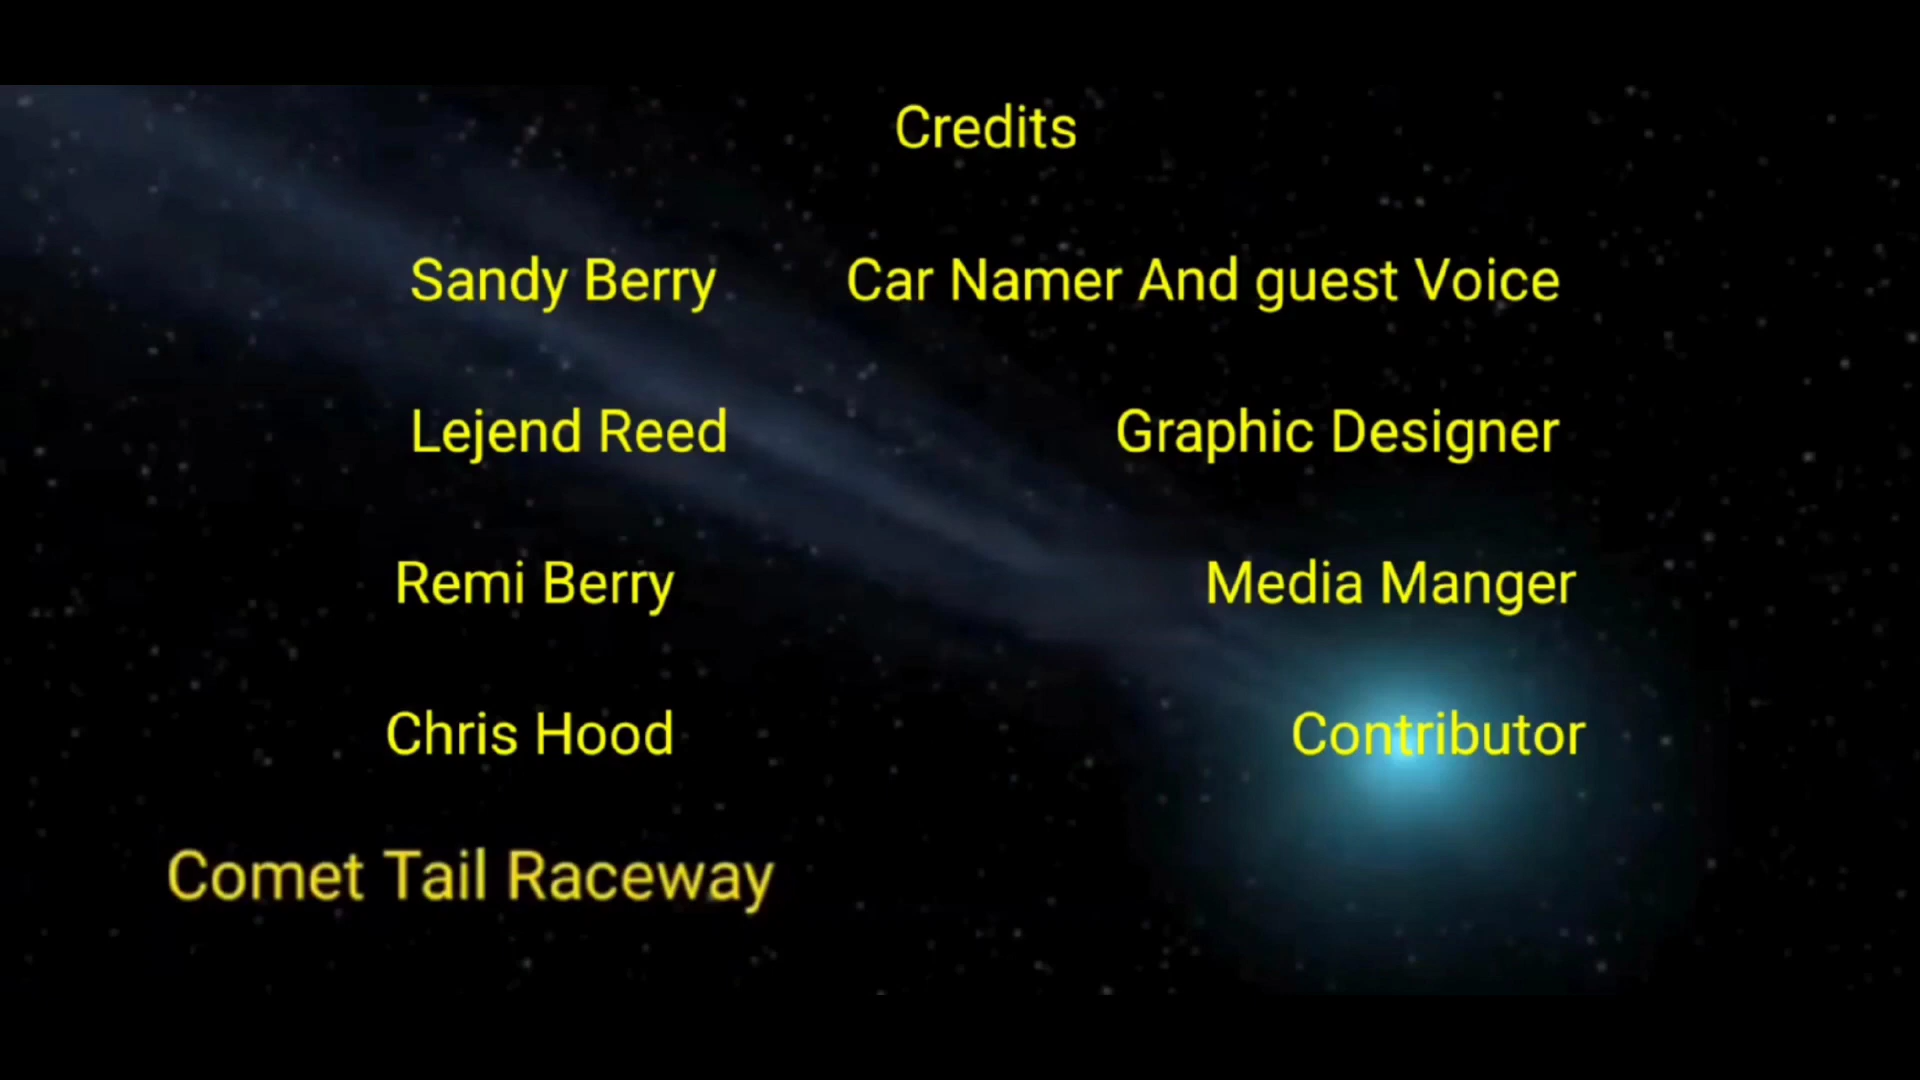 Credits
Sandy Berry Car Namer And guest Voice
Lejend Reed Graphic Designer
Remi Berry Media Manger
Chris Hood Contributor
Comet Tail Raceway